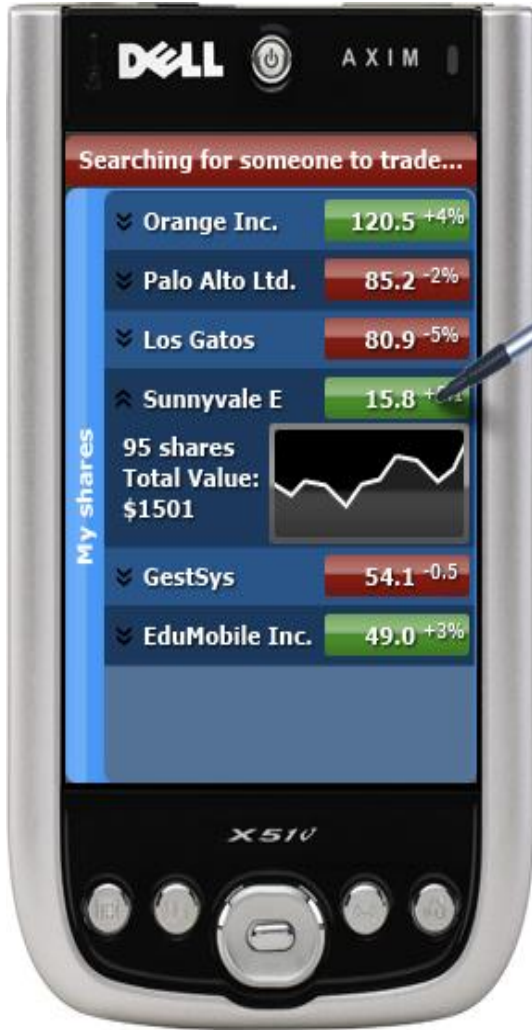 DELL
AXIM
Searching for someone to trade...
My shares
Orange Inc. 120.5 +4%
Palo Alto Ltd. 85.2 -2%
Los Gatos 80.9 -5%
Sunnyvale E 15.8
95 shares
Total Value:
$1501
GestSys 54.1 -0.5
EduMobile Inc. 49.0 +3%
X51v